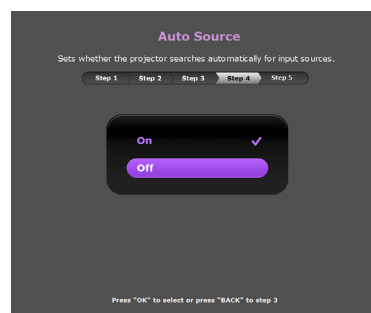 Auto Source
Sets whether the projector searches automatically for input sources.
Step 1 Step 2 Step 3 Step 4 Step 5
On
Off
Press "OK" to select or press "BACK" to step 3